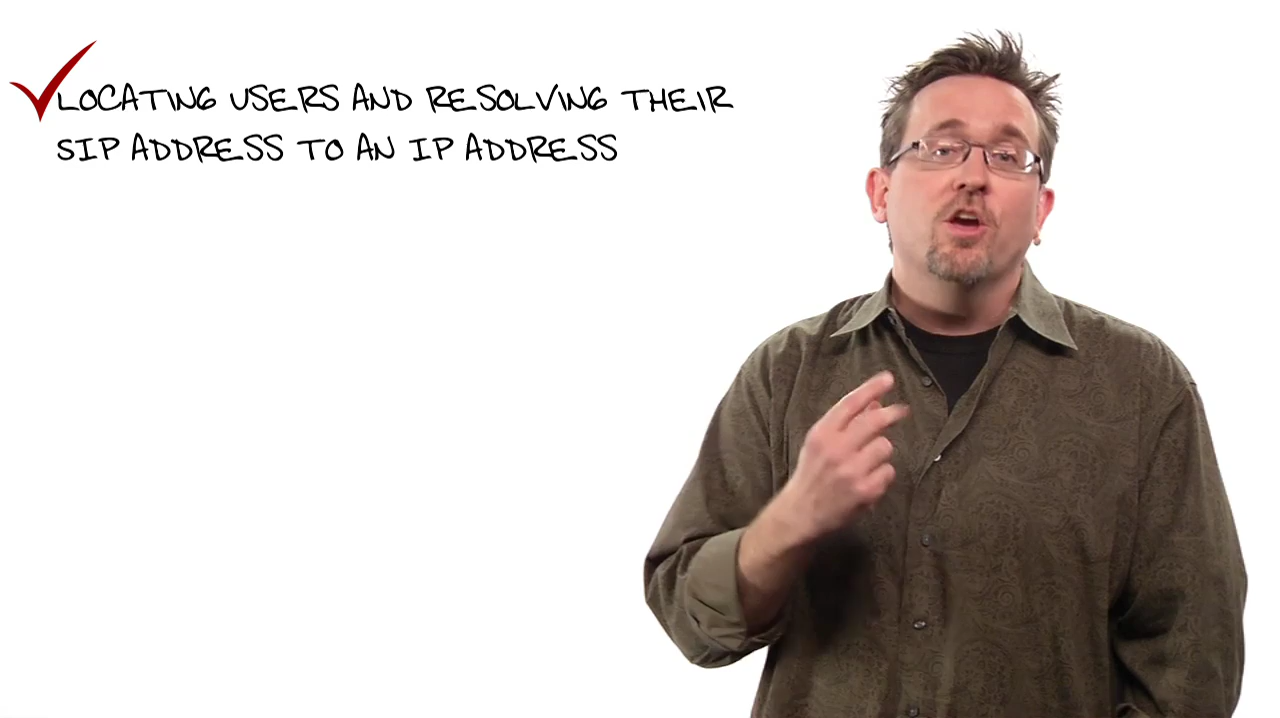 LOCATING USERS AND RESOLVING THEIR
SIP ADDRESS TO AN IP ADDRESS